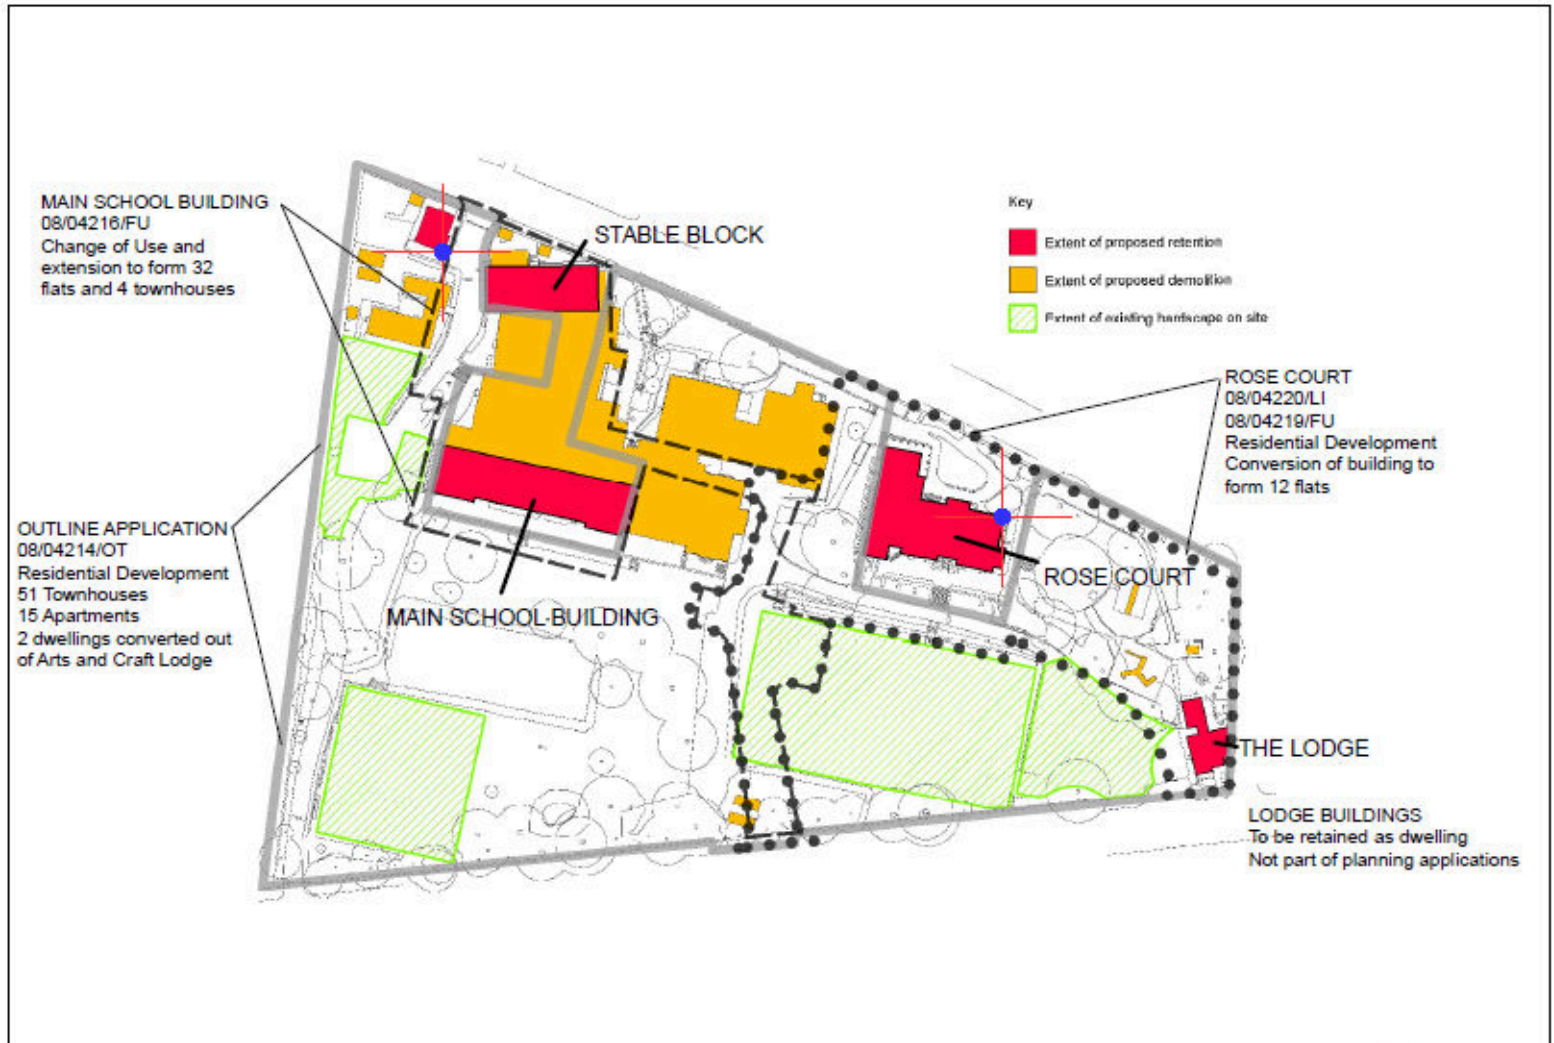 MAIN SCHOOL BUILDING
08/04216/FU
Change of Use and
extension to form 32
flats and 4 townhouses
STABLE BLOCK
Key
Extent of proposed retention
Extent of proposed demolition
Extent of existing hardscape on site
ROSE COURT
08/04220/LI
08/04219/FU
Residential Development
Conversion of building to
form 12 flats
OUTLINE APPLICATION
08/04214/OT
Residential Development
51 Townhouses
15 Apartments
2 dwellings converted out
of Arts and Craft Lodge
MAIN SCHOOL BUILDING
ROSE COURT
THE LODGE
LODGE BUILDINGS
To be retained as dwelling
Not part of planning applications